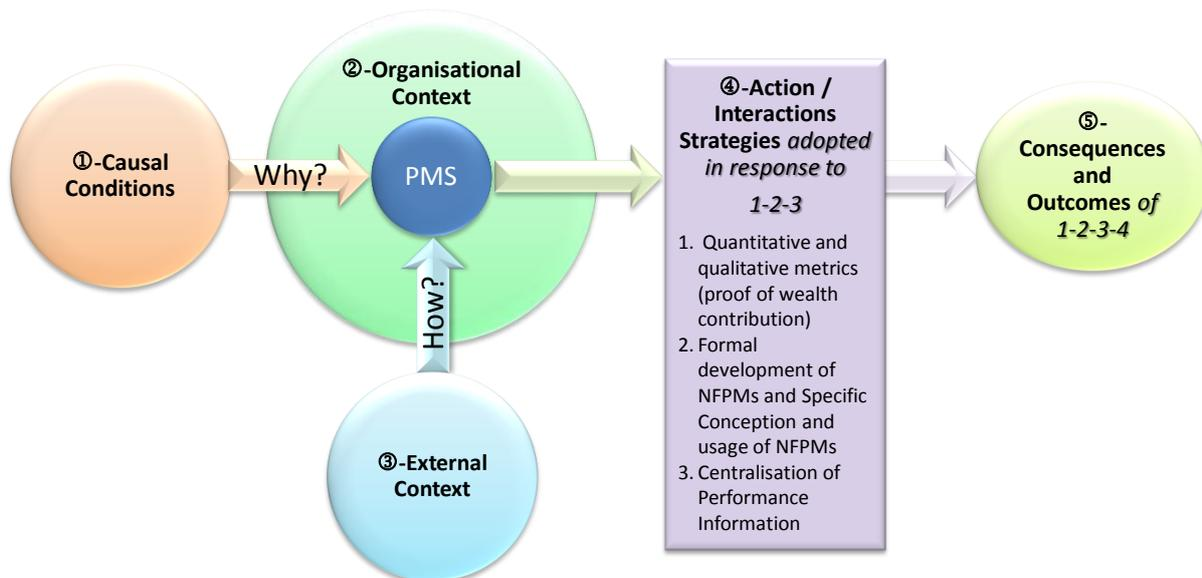 ①-Causal
Conditions
Why?
②-Organisational
Context
PMS
How?
③-External
Context
④-Action /
Interactions
Strategies adopted
in response to
1-2-3
1. Quantitative and
qualitative metrics
(proof of wealth
contribution)
2. Formal
development of
NFPMs and Specific
Conception and
usage of NFPMs
3. Centralisation of
Performance
Information
⑤-
Consequences
and
Outcomes of
1-2-3-4